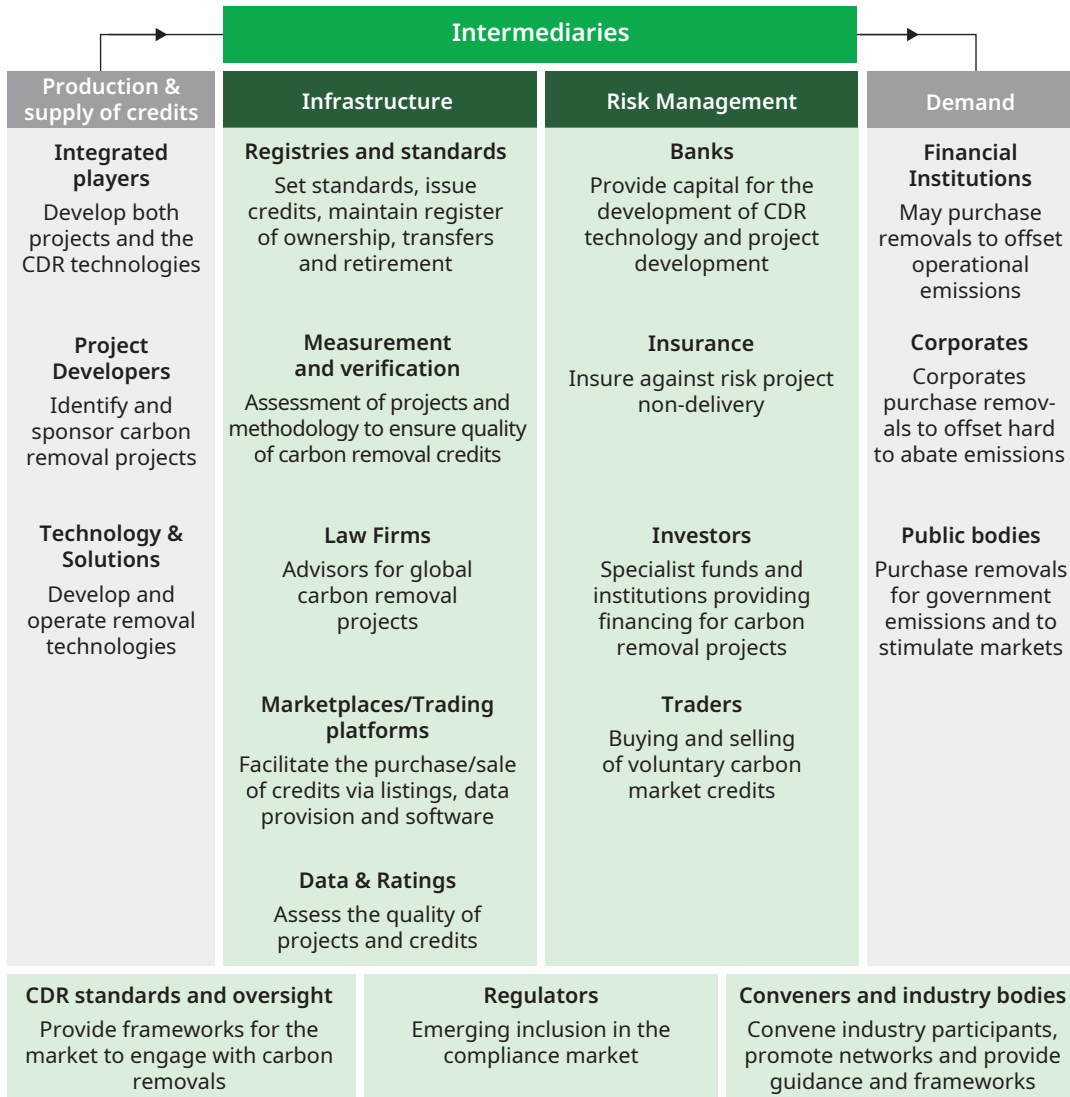 Intermediaries
Production &
supply of credits
Integrated
players
Develop both
projects and the
CDR technologies
Project
Developers
Identify and
sponsor carbon
removal projects
Technology &
Solutions
Develop and
operate removal
technologies
Infrastructure
Registries and standards
Set standards, issue
credits, maintain register
of ownership, transfers
and retirement
Measurement
and verification
Assessment of projects and
methodology to ensure quality
of carbon removal credits
Law Firms
Advisors for global
carbon removal
projects
Marketplaces/Trading
platforms
Facilitate the purchase/sale
of credits via listings, data
provision and software
Data & Ratings
Assess the quality of
projects and credits
Risk Management
Banks
Provide capital for the
development of CDR
technology and project
development
Insurance
Insure against risk project
non-delivery
Investors
Specialist funds and
institutions providing
financing for carbon
removal projects
Traders
Buying and selling
of voluntary carbon
market credits
Demand
Financial
Institutions
May purchase
removals to offset
operational
emissions
Corporates
Corporates
purchase remov-
als to offset hard
to abate emissions
Public bodies
Purchase removals
for government
emissions and to
stimulate markets
CDR standards and oversight
Provide frameworks for the
market to engage with carbon
removals
Regulators
Emerging inclusion in the
compliance market
Conveners and industry bodies
Convene industry participants,
promote networks and provide
guidance and frameworks